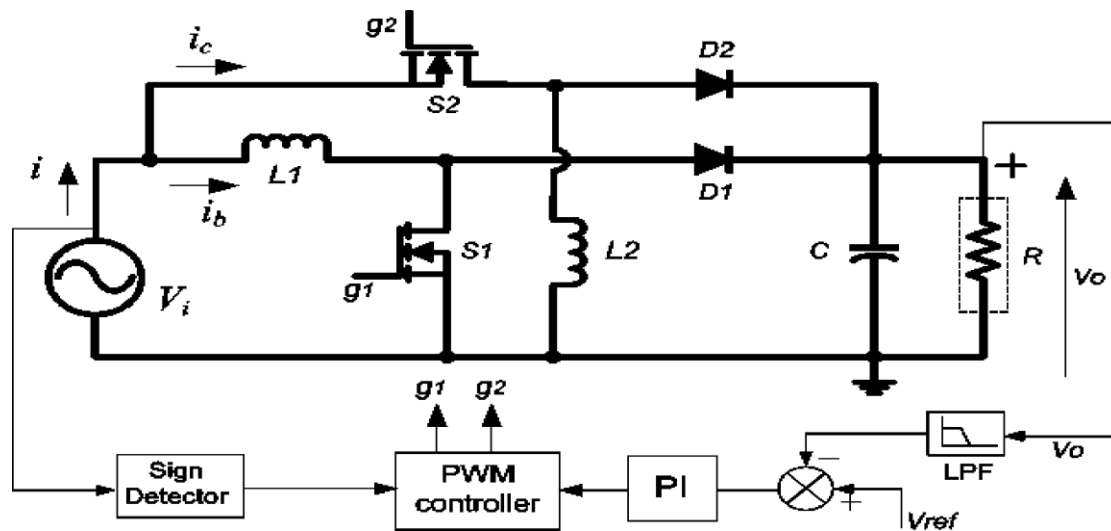 g2
ic
S2
D2
L1
D1
+
i
ib
S1
L2
C
R
Vo
Vi
g1
g1 g2
Vo
LPF
Sign
Detector
PWM
controller
PI
−
+
Vref